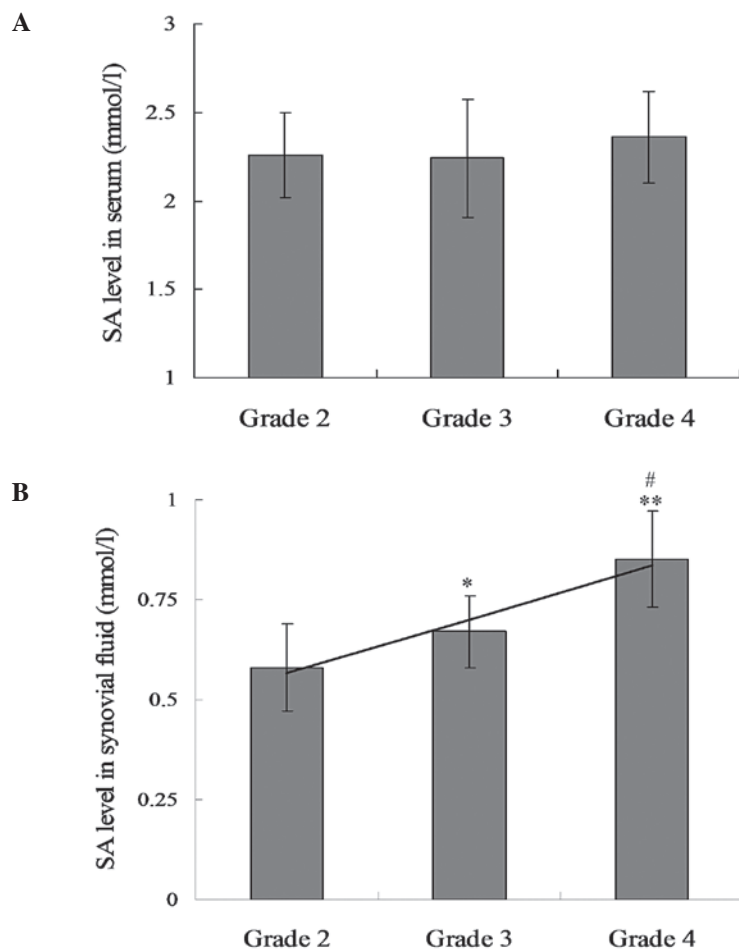 A
SA level in serum (mmol/l)
3
2.5
2
1.5
1
Grade 2 Grade 3 Grade 4
B
SA level in synovial fluid (mmol/l)
1
0.75
0.5
0.25
0
*
#
**
Grade 2 Grade 3 Grade 4